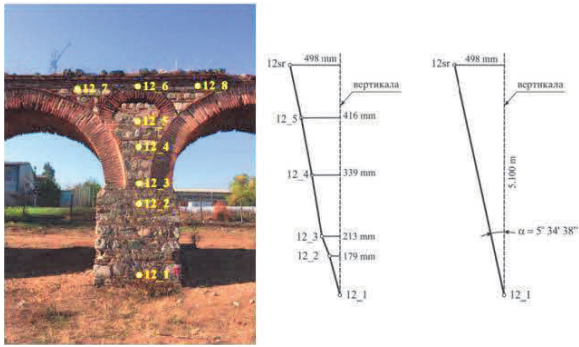 12_7
12_6
12_8
12_5
12_4
12_3
12_2
12_1
12sr
498 mm
вертикала
12_5
416 mm
12_4
339 mm
12_3
213 mm
12_2
179 mm
12_1
12sr
498 mm
вертикала
5,100 m
α = 5° 34' 38"
12_1